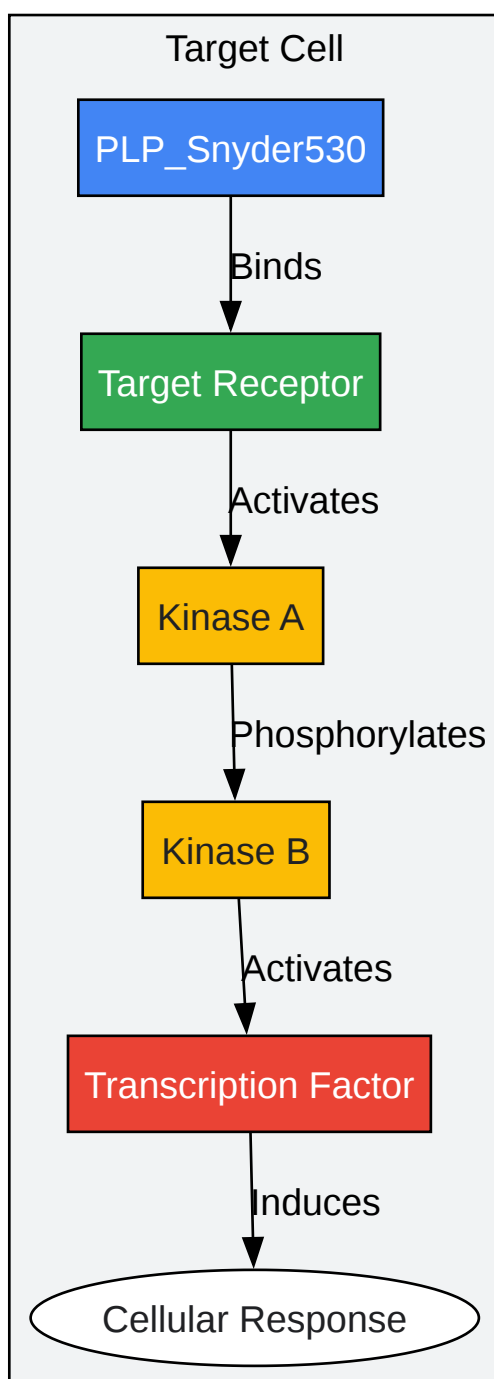 Target Cell
PLP_Snyder530
Binds
Target Receptor
Activates
Kinase A
Phosphorylates
Kinase B
Activates
Transcription Factor
Induces
Cellular Response